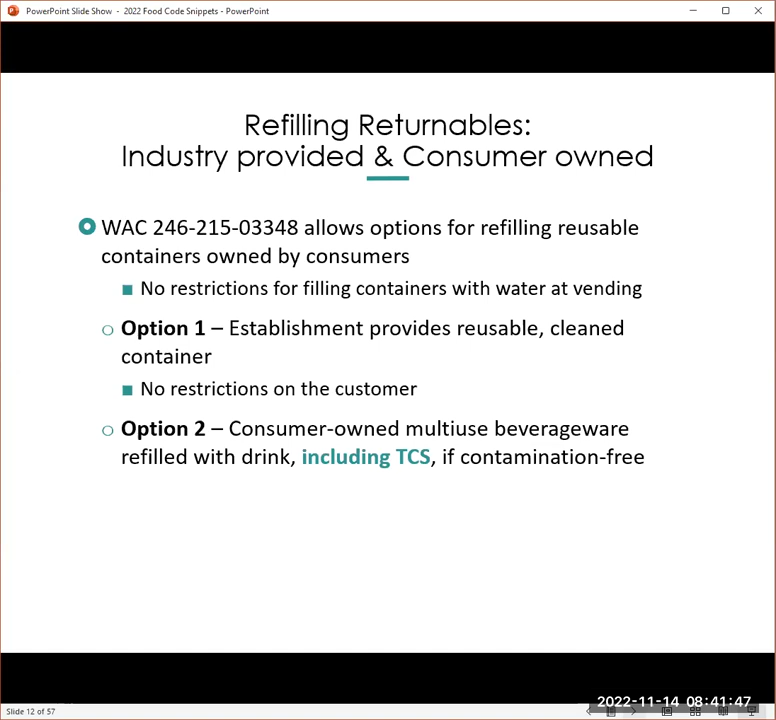 PowerPoint Slide Show - 2022 Food Code Snippets - PowerPoint
Refilling Returnables:
Industry provided & Consumer owned
WAC 246-215-03348 allows options for refilling reusable
containers owned by consumers
No restrictions for filling containers with water at vending
Option 1 – Establishment provides reusable, cleaned
container
No restrictions on the customer
Option 2 – Consumer-owned multiuse beverageware
refilled with drink, including TCS, if contamination-free
2022-11-14 08:41:47
Slide 12 of 57